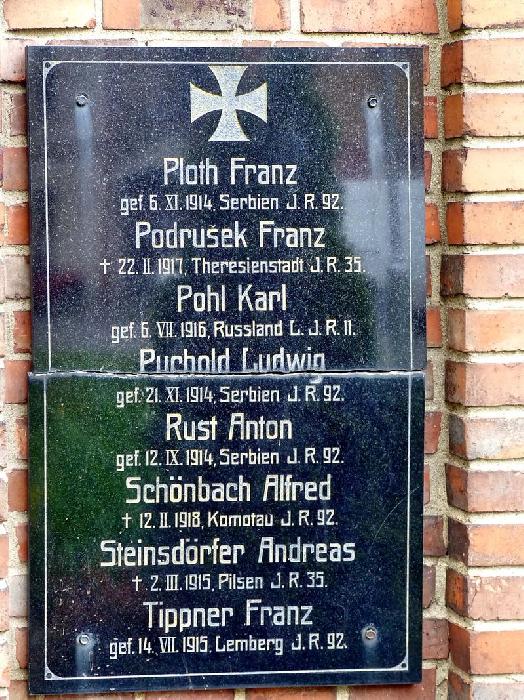 Ploth Franz
gef. 6. XI. 1914, Serbien J. R. 92.
Podrušek Franz
† 22. II. 1917, Theresienstadt J. R. 35.
Pohl Karl
gef. 6. VII. 1916, Russland L. J. R. 11.
Puchold Ludwig
gef. 21. XI. 1914, Serbien J. R. 92.
Rust Anton
gef. 12. IX. 1914, Serbien J. R. 92.
Schönbach Alfred
† 12. II. 1918, Komotau J. R. 92.
Steinsdörfer Andreas
† 2. III. 1915, Pilsen J. R. 35.
Tippner Franz
gef. 14. VII. 1915, Lemberg J. R. 92.